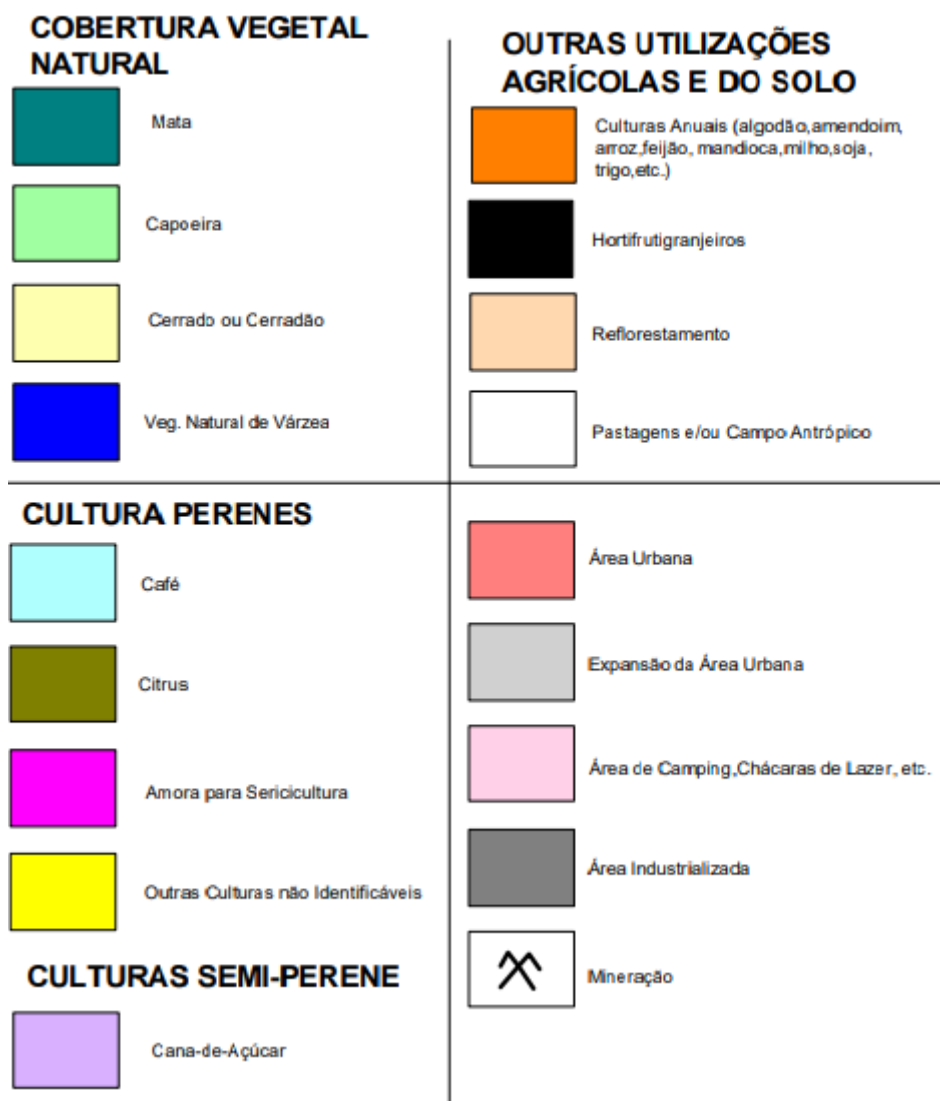 COBERTURA VEGETAL
NATURAL
Mata
Capoeira
Cerrado ou Cerradão
Veg. Natural de Várzea
OUTRAS UTILIZAÇÕES
AGRÍCOLAS E DO SOLO
Culturas Anuais (algodão,amendoim,
arroz,feijão, mandioca,milho,soja,
trigo,etc.)
Hortifrutigranjeiros
Reflorestamento
Pastagens e/ou Campo Antrópico
CULTURA PERENES
Café
Citrus
Amora para Sericicultura
Outras Culturas não Identificáveis
CULTURAS SEMI-PERENE
Cana-de-Açúcar
Área Urbana
Expansão da Área Urbana
Área de Camping,Chácaras de Lazer, etc.
Área Industrializada
Mineração